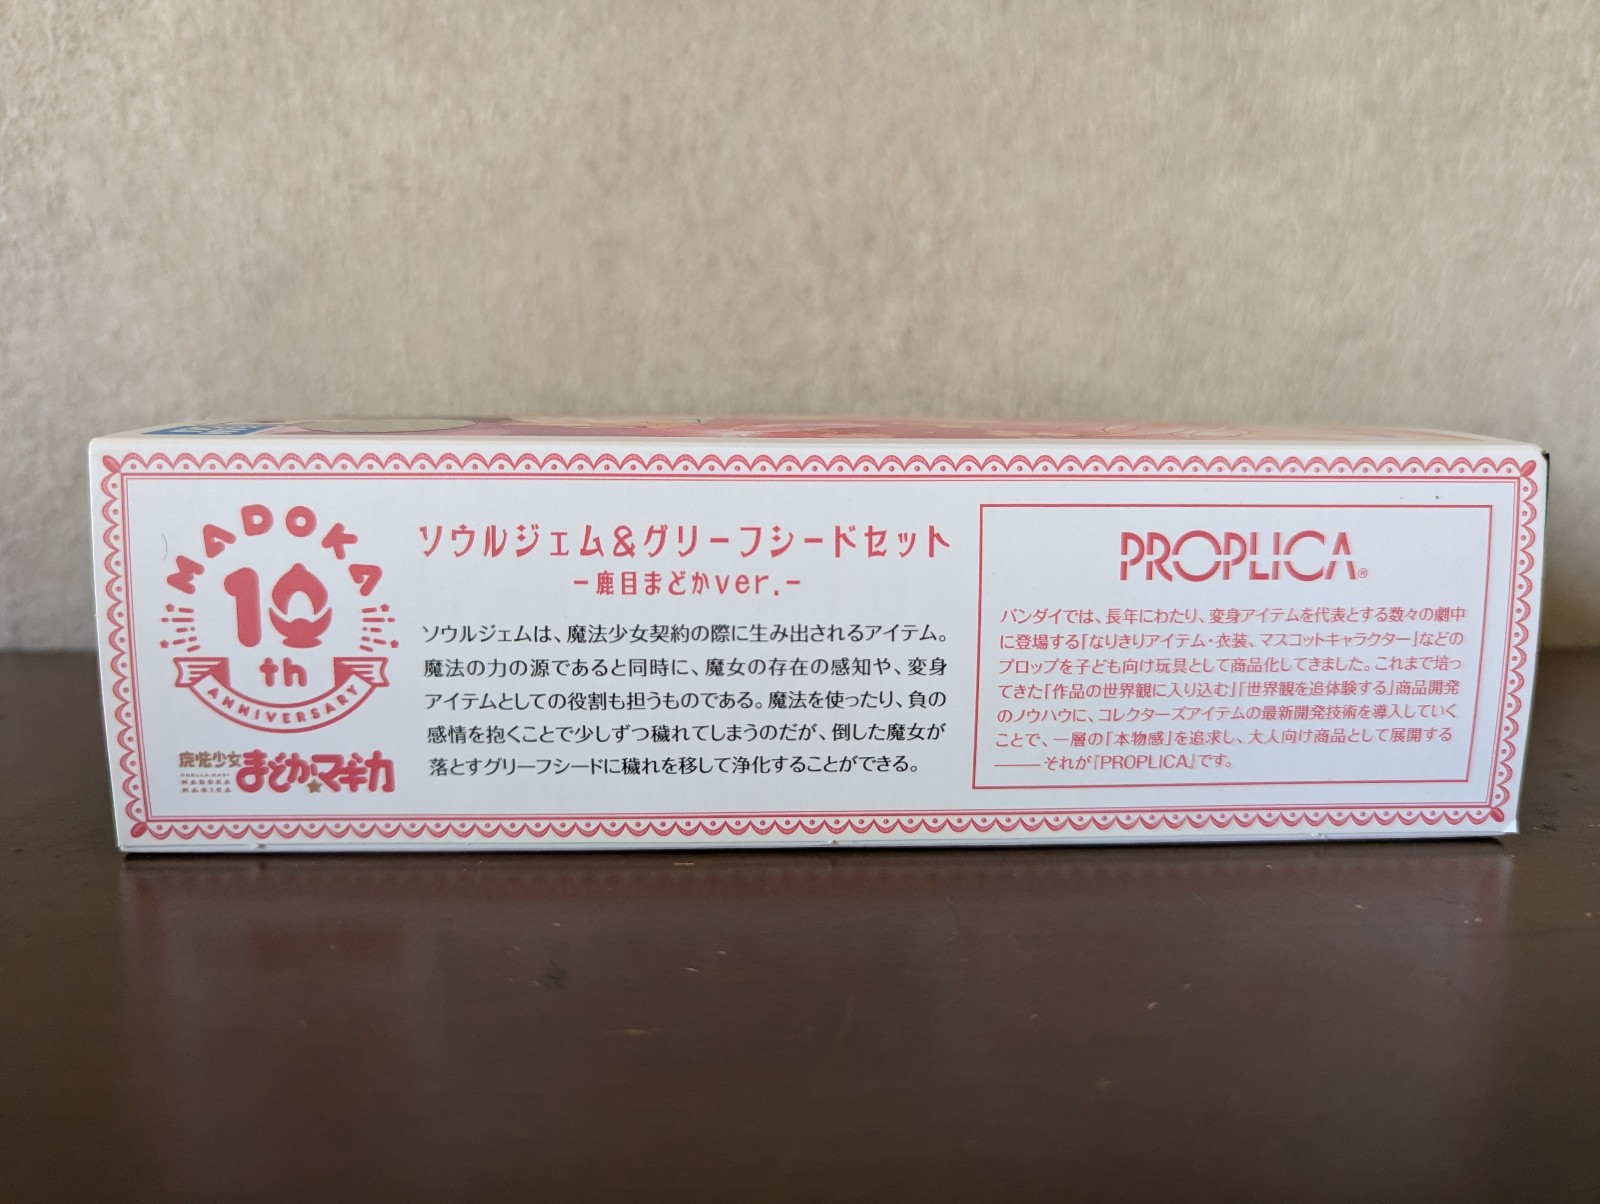 MADOKA
10
th
ANNIVERSARY
魔法少女
PUELLA MAGI
MADOKA
MAGICA
まどか☆マギカ
ソウルジェム&グリーフシードセット
-鹿目まどかver.-
ソウルジェムは、魔法少女契約の際に生み出されるアイテム。
魔法の力の源であると同時に、魔女の存在の感知や、変身
アイテムとしての役割も担うものである。魔法を使ったり、負の
感情を抱くことで少しずつ穢れてしまうのだが、倒した魔女が
落とすグリーフシードに穢れを移して浄化することができる。
PROPLICA®
バンダイでは、長年にわたり、変身アイテムを代表とする数々の劇中
に登場する「なりきりアイテム・衣装、マスコットキャラクター」などの
プロップを子ども向け玩具として商品化してきました。これまで培っ
てきた「作品の世界観に入り込む」「世界観を追体験する」商品開発
のノウハウに、コレクターズアイテムの最新開発技術を導入していく
ことで、一層の「本物感」を追求し、大人向け商品として展開する
――それが『PROPLICA』です。